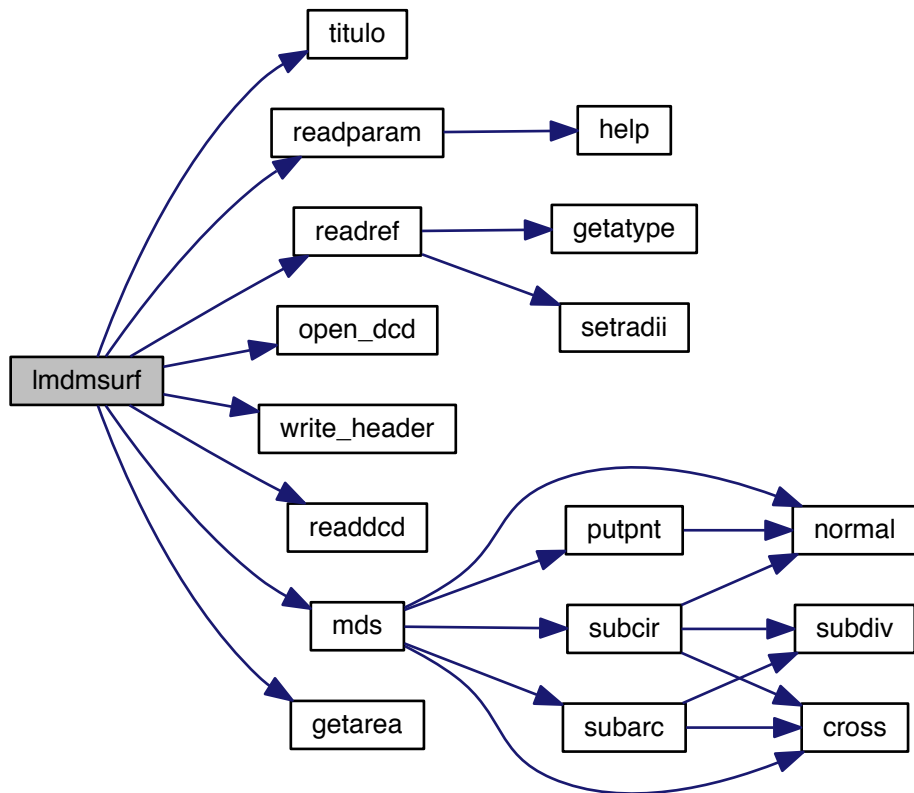 titulo
readparam
help
readref
getatype
setradii
open_dcd
lmdmsurf
write_header
readdcd
putpnt
normal
mds
subcir
subdiv
getarea
subarc
cross